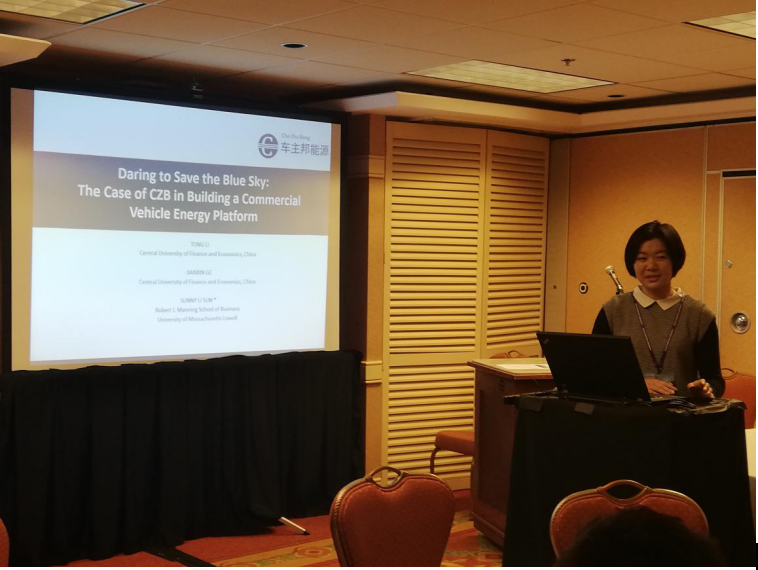 Che Zhu Bang
车主邦能源
Daring to Save the Blue Sky:
The Case of CZB in Building a Commercial
Vehicle Energy Platform
TONG LI
Central University of Finance and Economics, China
Central University of Finance and Economics, China
SUNNY LI SUN *
Robert J. Manning School of Business
University of Massachusetts Lowell